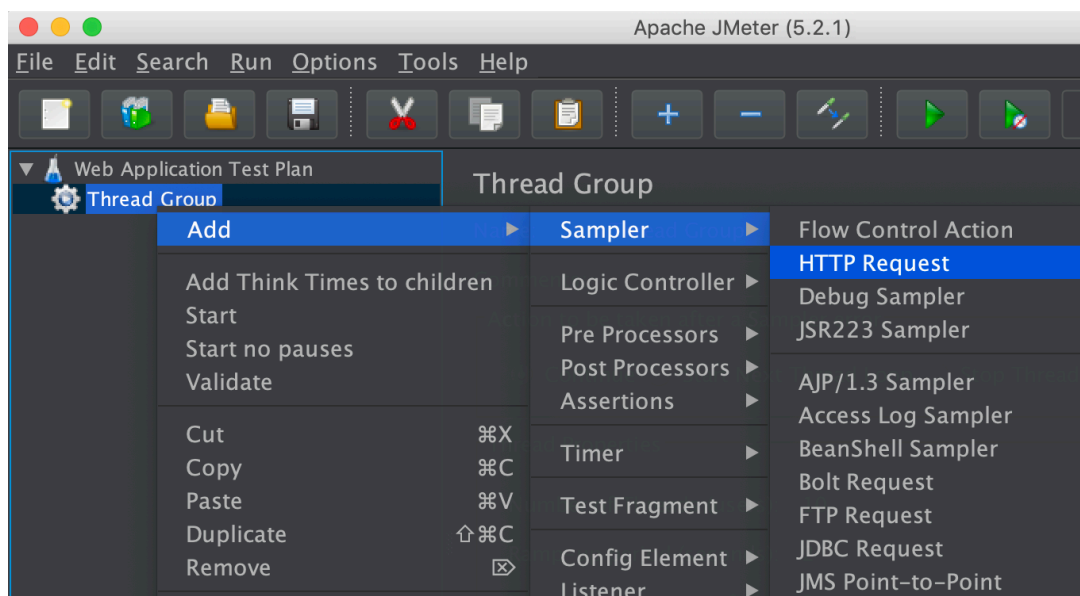 Apache JMeter (5.2.1)
File Edit Search Run Options Tools Help
Web Application Test Plan
Thread Group
Thread Group
Add
Add Think Times to children
Start
Start no pauses
Validate
Cut ⌘X
Copy ⌘C
Paste ⌘V
Duplicate ⇧⌘C
Remove ⌦
Sampler
Logic Controller
Pre Processors
Post Processors
Assertions
Timer
Test Fragment
Config Element
Listener
Flow Control Action
HTTP Request
Debug Sampler
JSR223 Sampler
AJP/1.3 Sampler
Access Log Sampler
BeanShell Sampler
Bolt Request
FTP Request
JDBC Request
JMS Point-to-Point